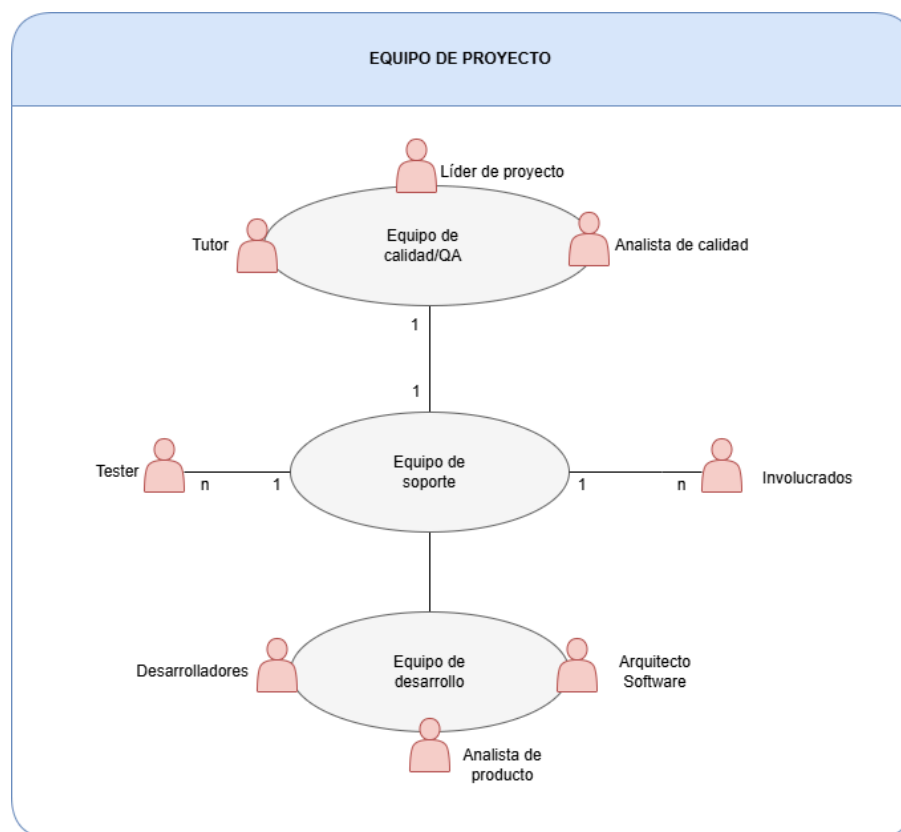 EQUIPO DE PROYECTO
Líder de proyecto
Tutor
Equipo de
calidad/QA
Analista de calidad
1
1
Tester
n
1
Equipo de
soporte
1
n
Involucrados
Desarrolladores
Equipo de
desarrollo
Arquitecto
Software
Analista de
producto